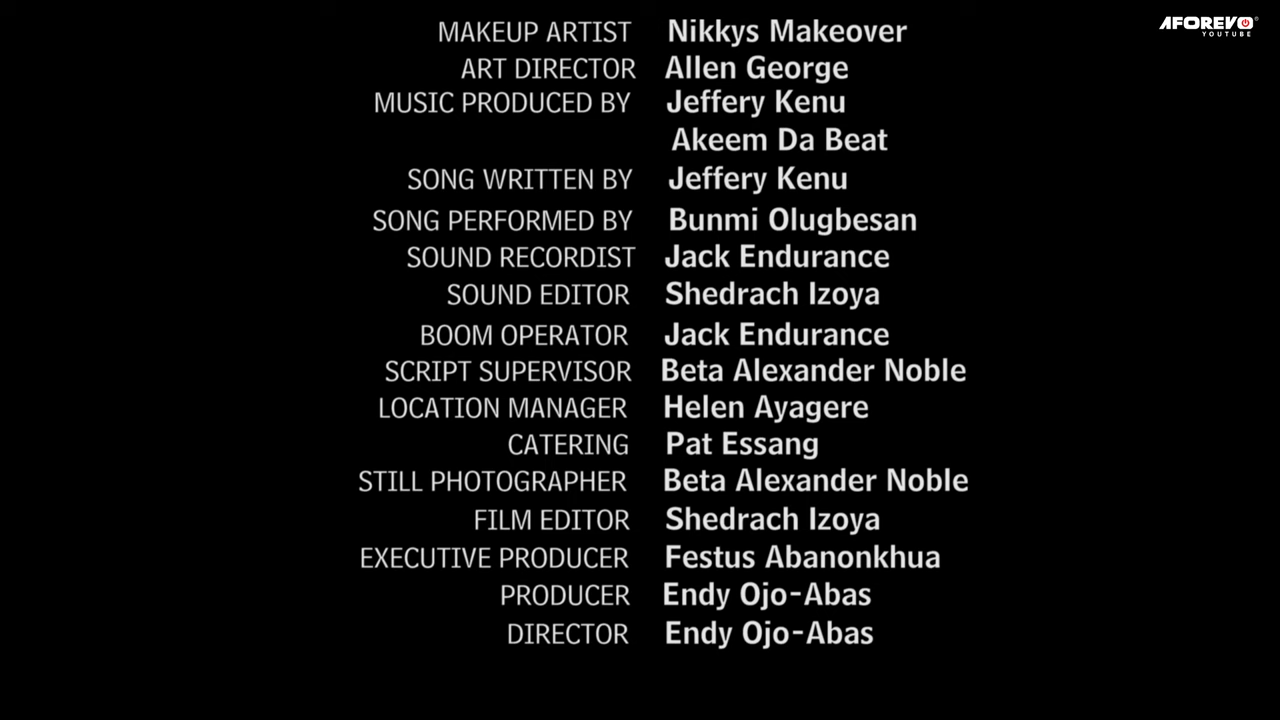 AFOREVO
YOUTUBE
MAKEUP ARTIST Nikkys Makeover
ART DIRECTOR Allen George
MUSIC PRODUCED BY Jeffery Kenu
Akeem Da Beat
SONG WRITTEN BY Jeffery Kenu
SONG PERFORMED BY Bunmi Olugbesan
SOUND RECORDIST Jack Endurance
SOUND EDITOR Shedrach Izoya
BOOM OPERATOR Jack Endurance
SCRIPT SUPERVISOR Beta Alexander Noble
LOCATION MANAGER Helen Ayagere
CATERING Pat Essang
STILL PHOTOGRAPHER Beta Alexander Noble
FILM EDITOR Shedrach Izoya
EXECUTIVE PRODUCER Festus Abanonkhua
PRODUCER Endy Ojo-Abas
DIRECTOR Endy Ojo-Abas